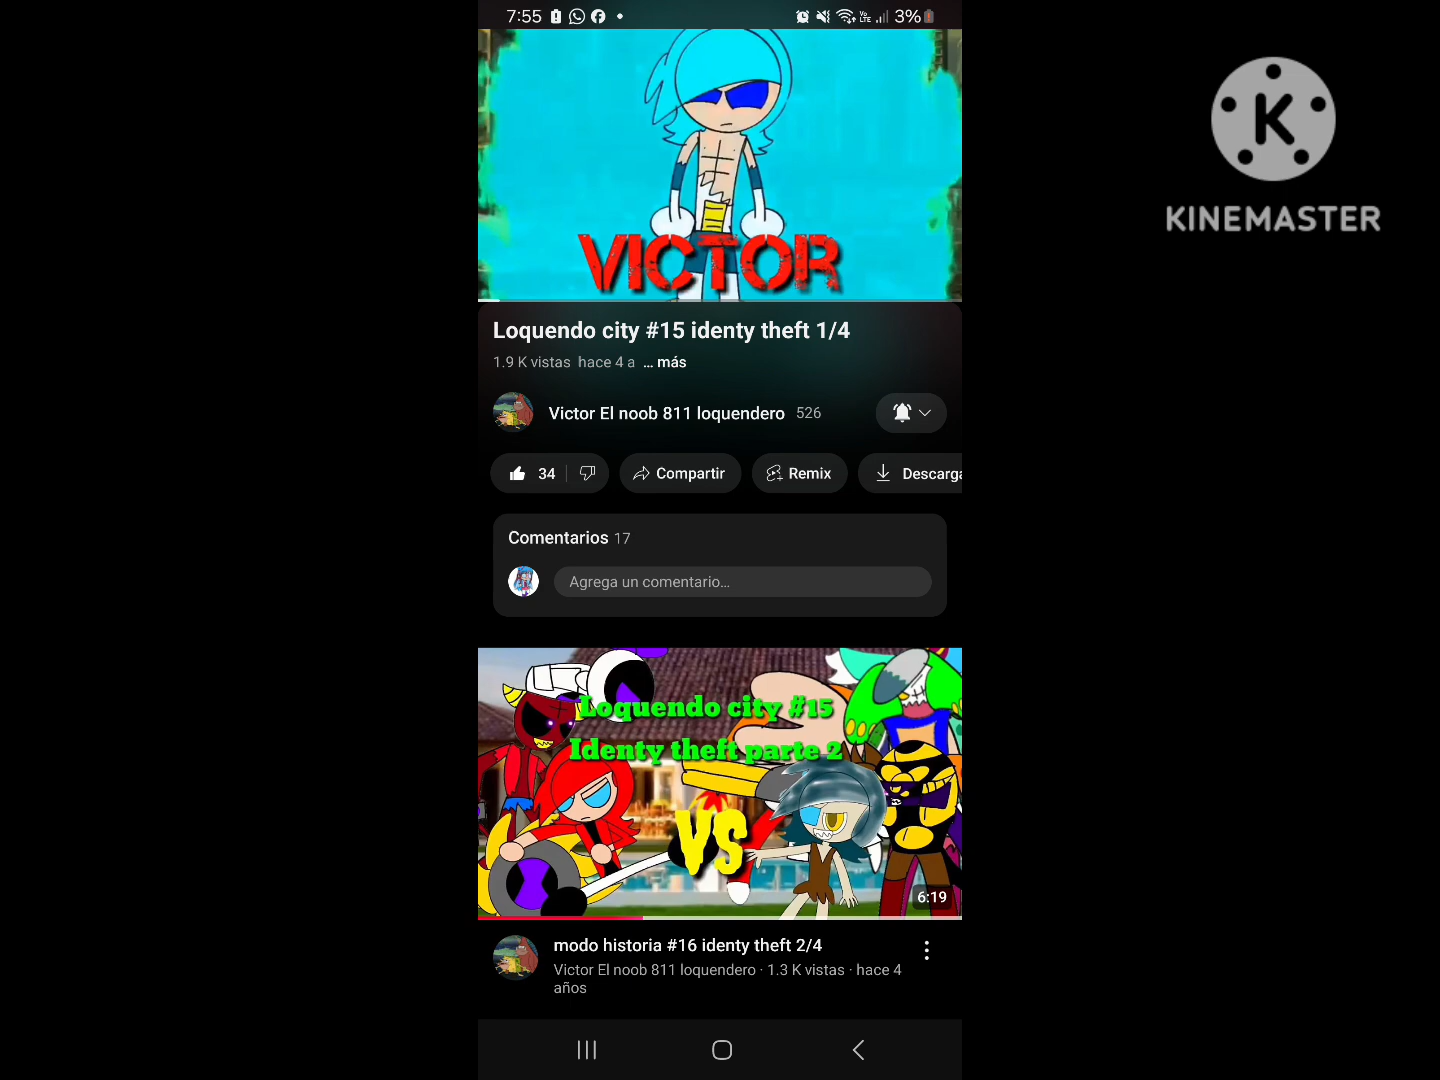 7:55
Vo
LTE
3%
K
KINEMASTER
VICTOR
Loquendo city #15 identy theft 1/4
1.9 K vistas hace 4 a ... más
Victor El noob 811 loquendero 526
34
Compartir
Remix
Descarga
Comentarios 17
Agrega un comentario...
Loquendo city #15
Identy theft parte 2
VS
6:19
modo historia #16 identy theft 2/4
Victor El noob 811 loquendero · 1.3 K vistas · hace 4
años